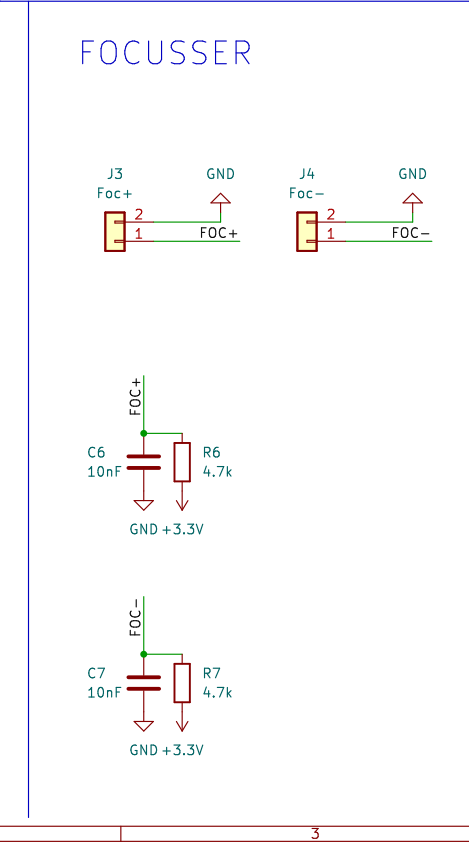 FOCUSSER
J3 GND J4 GND
Foc+ Foc-
2 2
1 FOC+ 1 FOC-
FOC+
C6 R6
10nF 4.7k
GND +3.3V
FOC-
C7 R7
10nF 4.7k
GND +3.3V
3